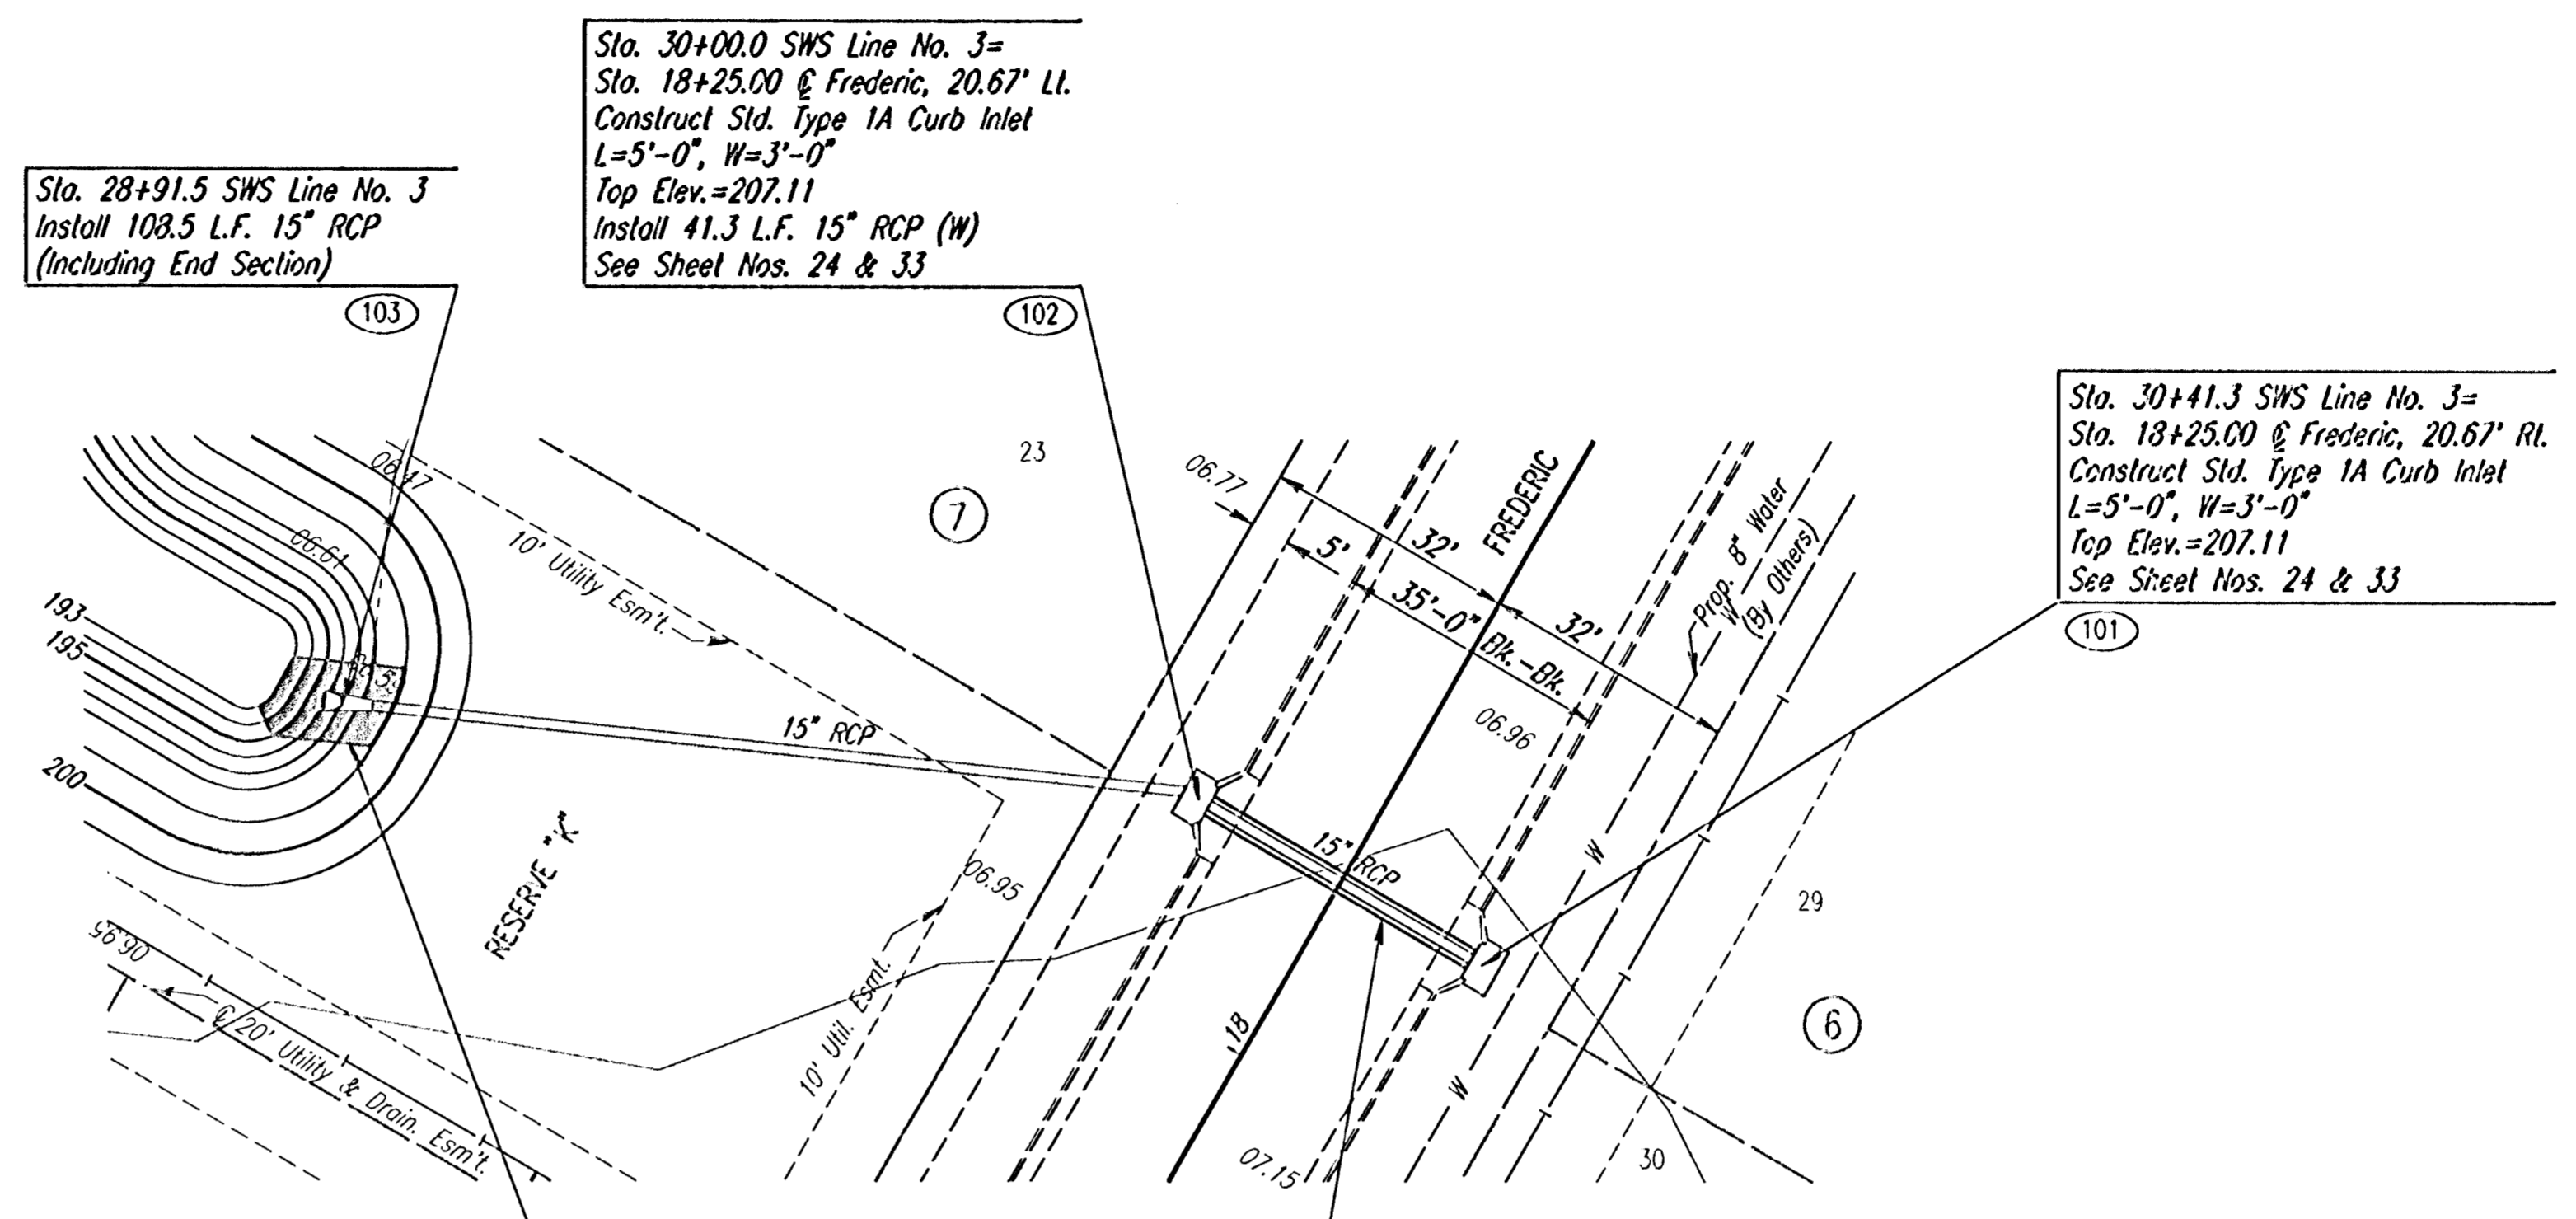 Sta. 30+00.0 SWS Line No. 3=
Sta. 18+25.00 ℄ Frederic, 20.67' Lt.
Construct Std. Type 1A Curb Inlet
L=5'-0", W=3'-0"
Top Elev.=207.11
Install 41.3 L.F. 15" RCP (W)
See Sheet Nos. 24 & 33
102
Sta. 28+91.5 SWS Line No. 3
Install 108.5 L.F. 15" RCP
(Including End Section)
103
Sta. 30+41.3 SWS Line No. 3=
Sta. 18+25.00 ℄ Frederic, 20.67' Rt.
Construct Std. Type 1A Curb Inlet
L=5'-0", W=3'-0"
Top Elev.=207.11
See Sheet Nos. 24 & 33
101
06.47
23
7
06.77
FREDERIC
32'
5'
35'-0" Bk.-Bk.
32'
Prop. 8" Water
W
(By Others)
06.61
10' Utility Esm't.
193
195
200
15" RCP
06.96
RESERVE "K"
06.95
15" RCP
W
29
6
06.95
℄ 20' Utility & Drain. Esm't.
10' Util. Esmt.
18
W
07.15
30